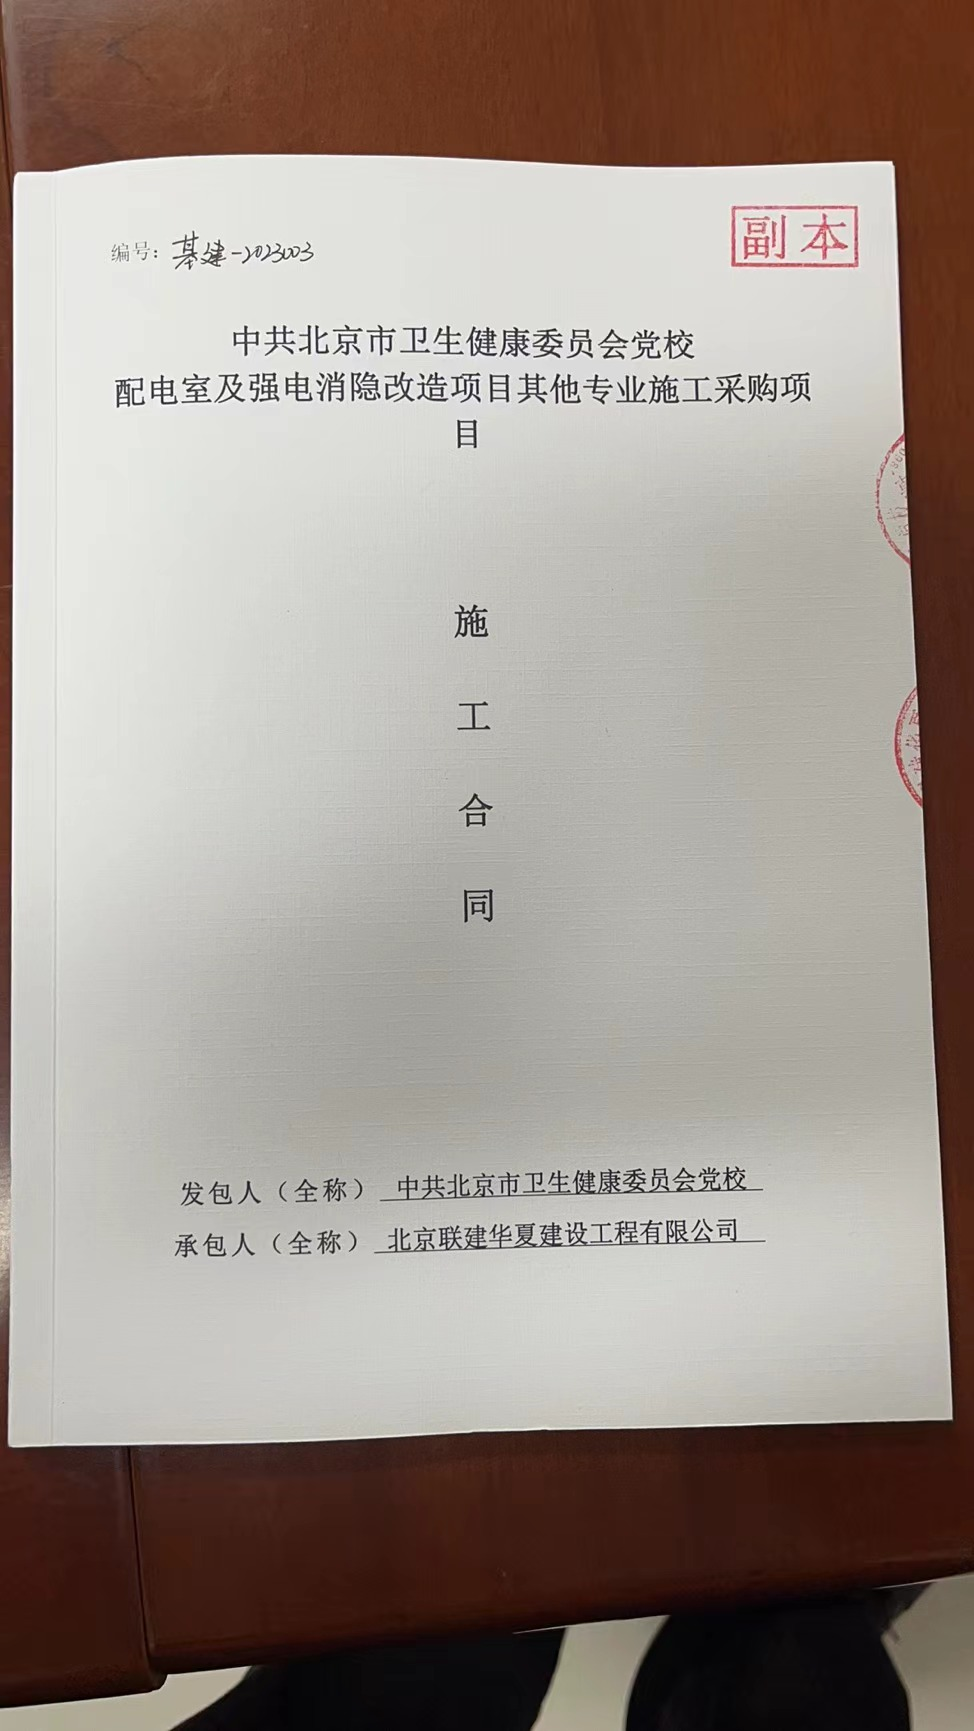 副本
编号：基建-2023003
中共北京市卫生健康委员会党校
配电室及强电消隐改造项目其他专业施工采购项
目
施
工
合
同
发包人（全称）中共北京市卫生健康委员会党校
承包人（全称）北京联建华夏建设工程有限公司